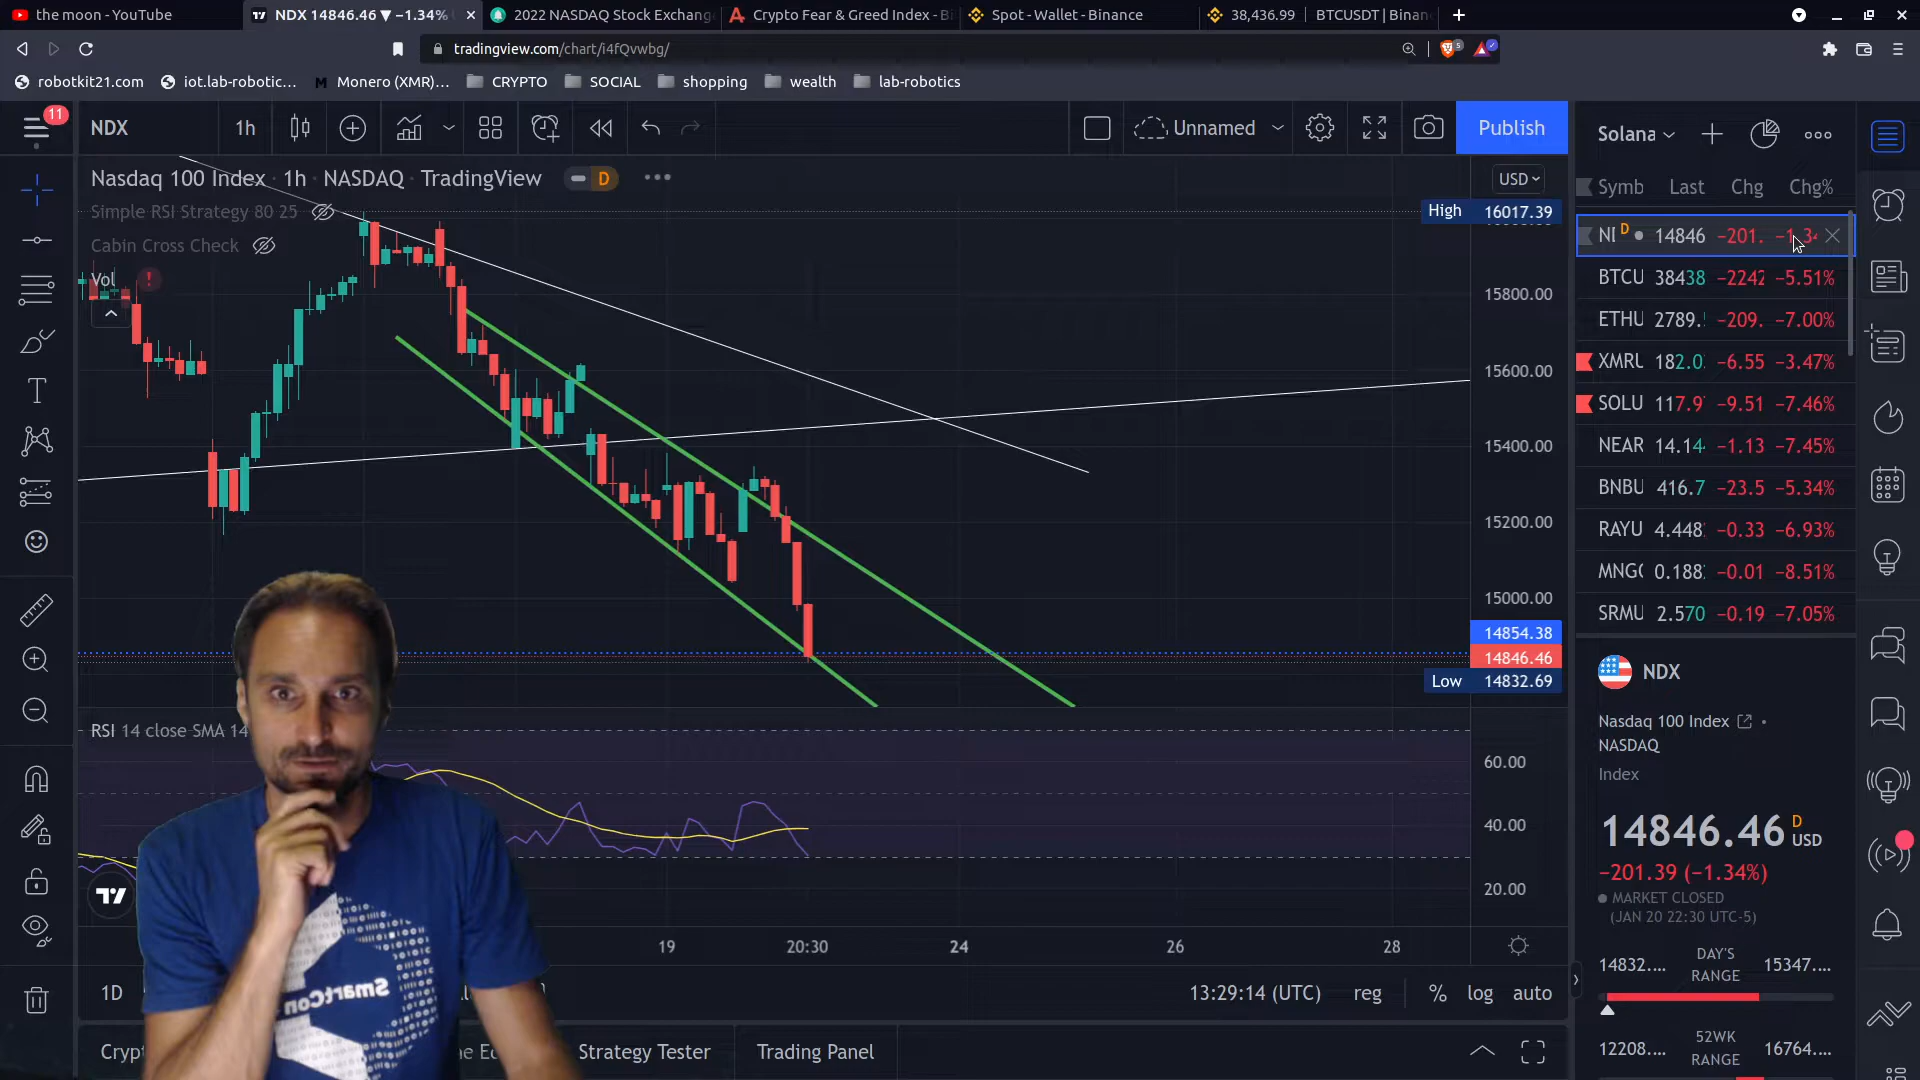 the moon - YouTube
NDX 14846.46 ▼ −1.34%
2022 NASDAQ Stock Exchang
Crypto Fear & Greed Index - Bi
Spot - Wallet - Binance
38,436.99 | BTCUSDT | Binan
tradingview.com/chart/i4fQvwbg/
5
robotkit21.com
iot.lab-robotic...
M Monero (XMR)...
CRYPTO
SOCIAL
shopping
wealth
lab-robotics
11
NDX
1h
Unnamed
Publish
Solana
Nasdaq 100 Index · 1h · NASDAQ · TradingView
D
USD
Simple RSI Strategy 80 25
Cabin Cross Check
Vol
High 16017.39
15800.00
15600.00
15400.00
15200.00
15000.00
14854.38
14846.46
Low 14832.69
RSI 14 close SMA 14
60.00
40.00
20.00
19
20:30
24
26
28
1D
13:29:14 (UTC)
reg
%
log
auto
Strategy Tester
Trading Panel
SmartCon
Symb Last Chg Chg%
D 14846 −201.
BTCU 38438 −2242 −5.51%
ETHU 2789. −209. −7.00%
XMRU 182.0 −6.55 −3.47%
SOLU 117.9 −9.51 −7.46%
NEAR 14.14 −1.13 −7.45%
BNBU 416.7 −23.5 −5.34%
RAYU 4.448 −0.33 −6.93%
MNG 0.188 −0.01 −8.51%
SRMU 2.570 −0.19 −7.05%
NDX
Nasdaq 100 Index
NASDAQ
Index
14846.46 D USD
−201.39 (−1.34%)
MARKET CLOSED
(JAN 20 22:30 UTC-5)
14832.... DAY'S RANGE 15347....
12208.... 52WK RANGE 16764....